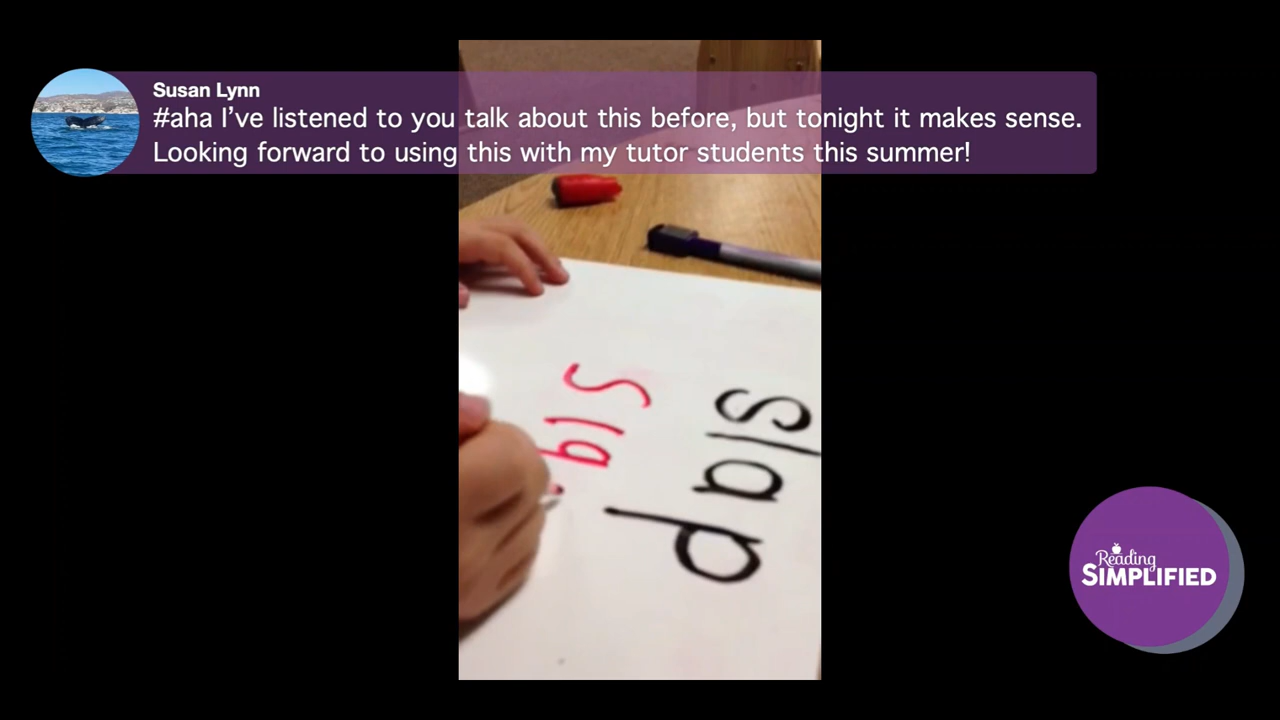 Susan Lynn
#aha I've listened to you talk about this before, but tonight it makes sense.
Looking forward to using this with my tutor students this summer!
slap
sla
Reading
SIMPLIFIED